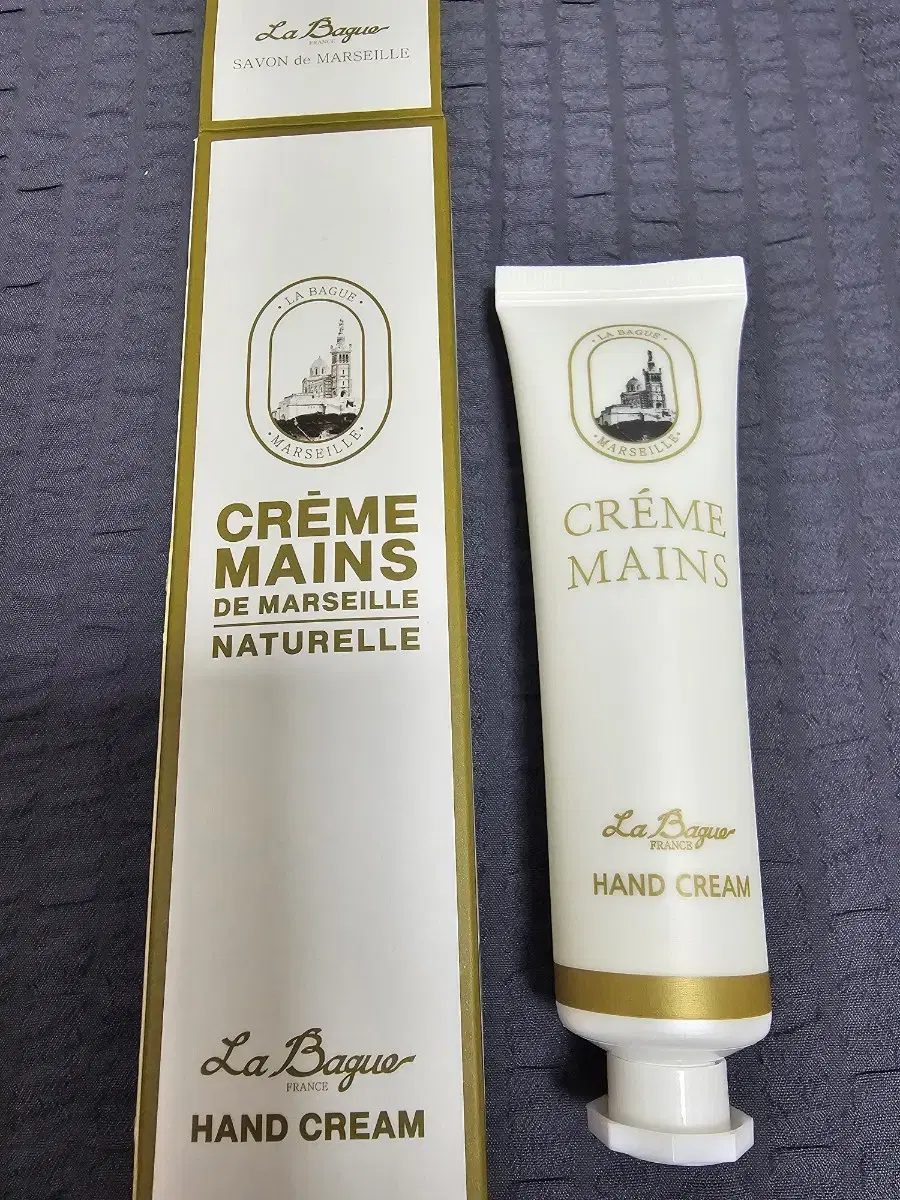 La Bague
FRANCE
SAVON de MARSEILLE
LA BAGUE
MARSEILLE
CRÈME
MAINS
DE MARSEILLE
NATURELLE
La Bague
FRANCE
HAND CREAM
LA BAGUE
MARSEILLE
CRÉME
MAINS
La Bague
FRANCE
HAND CREAM